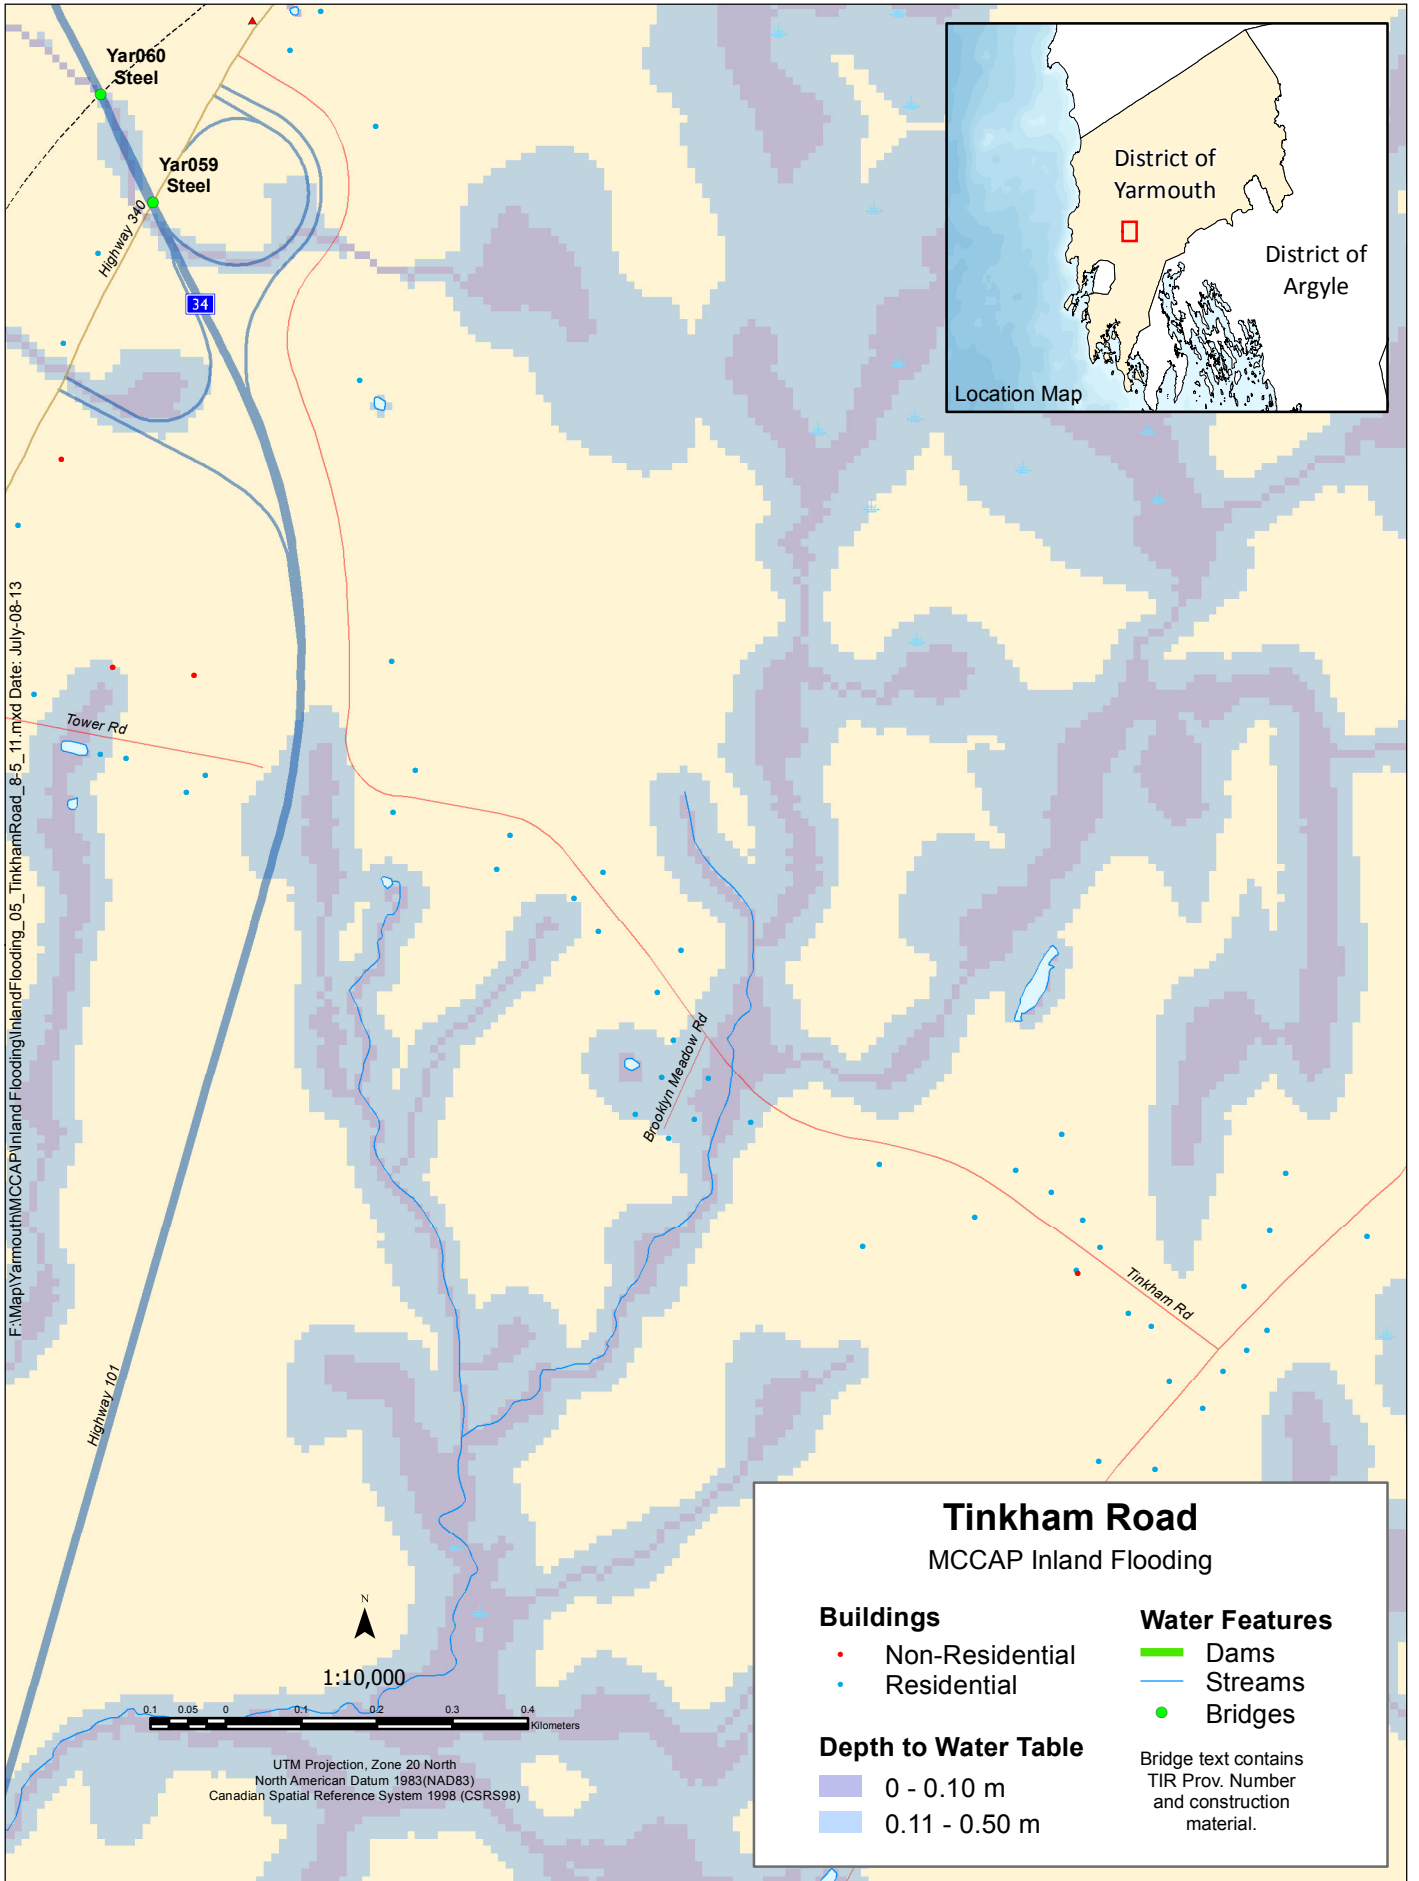 Yar060
Steel
Yar059
Steel
Highway 340
34
District of
Yarmouth
District of
Argyle
Location Map
F:\Map\Yarmouth\MCCAP\Inland Flooding\InlandFlooding_05_TinkhamRoad_8-5_11.mxd Date: July-08-13
Tower Rd
Brooklyn Meadow Rd
Tinkham Rd
Highway 101
N
1:10,000
0.1 0.05 0 0.1 0.2 0.3 0.4
Kilometers
UTM Projection, Zone 20 North
North American Datum 1983(NAD83)
Canadian Spatial Reference System 1998 (CSRS98)
Tinkham Road
MCCAP Inland Flooding
Buildings
Non-Residential
Residential
Depth to Water Table
0 - 0.10 m
0.11 - 0.50 m
Water Features
Dams
Streams
Bridges
Bridge text contains
TIR Prov. Number
and construction
material.